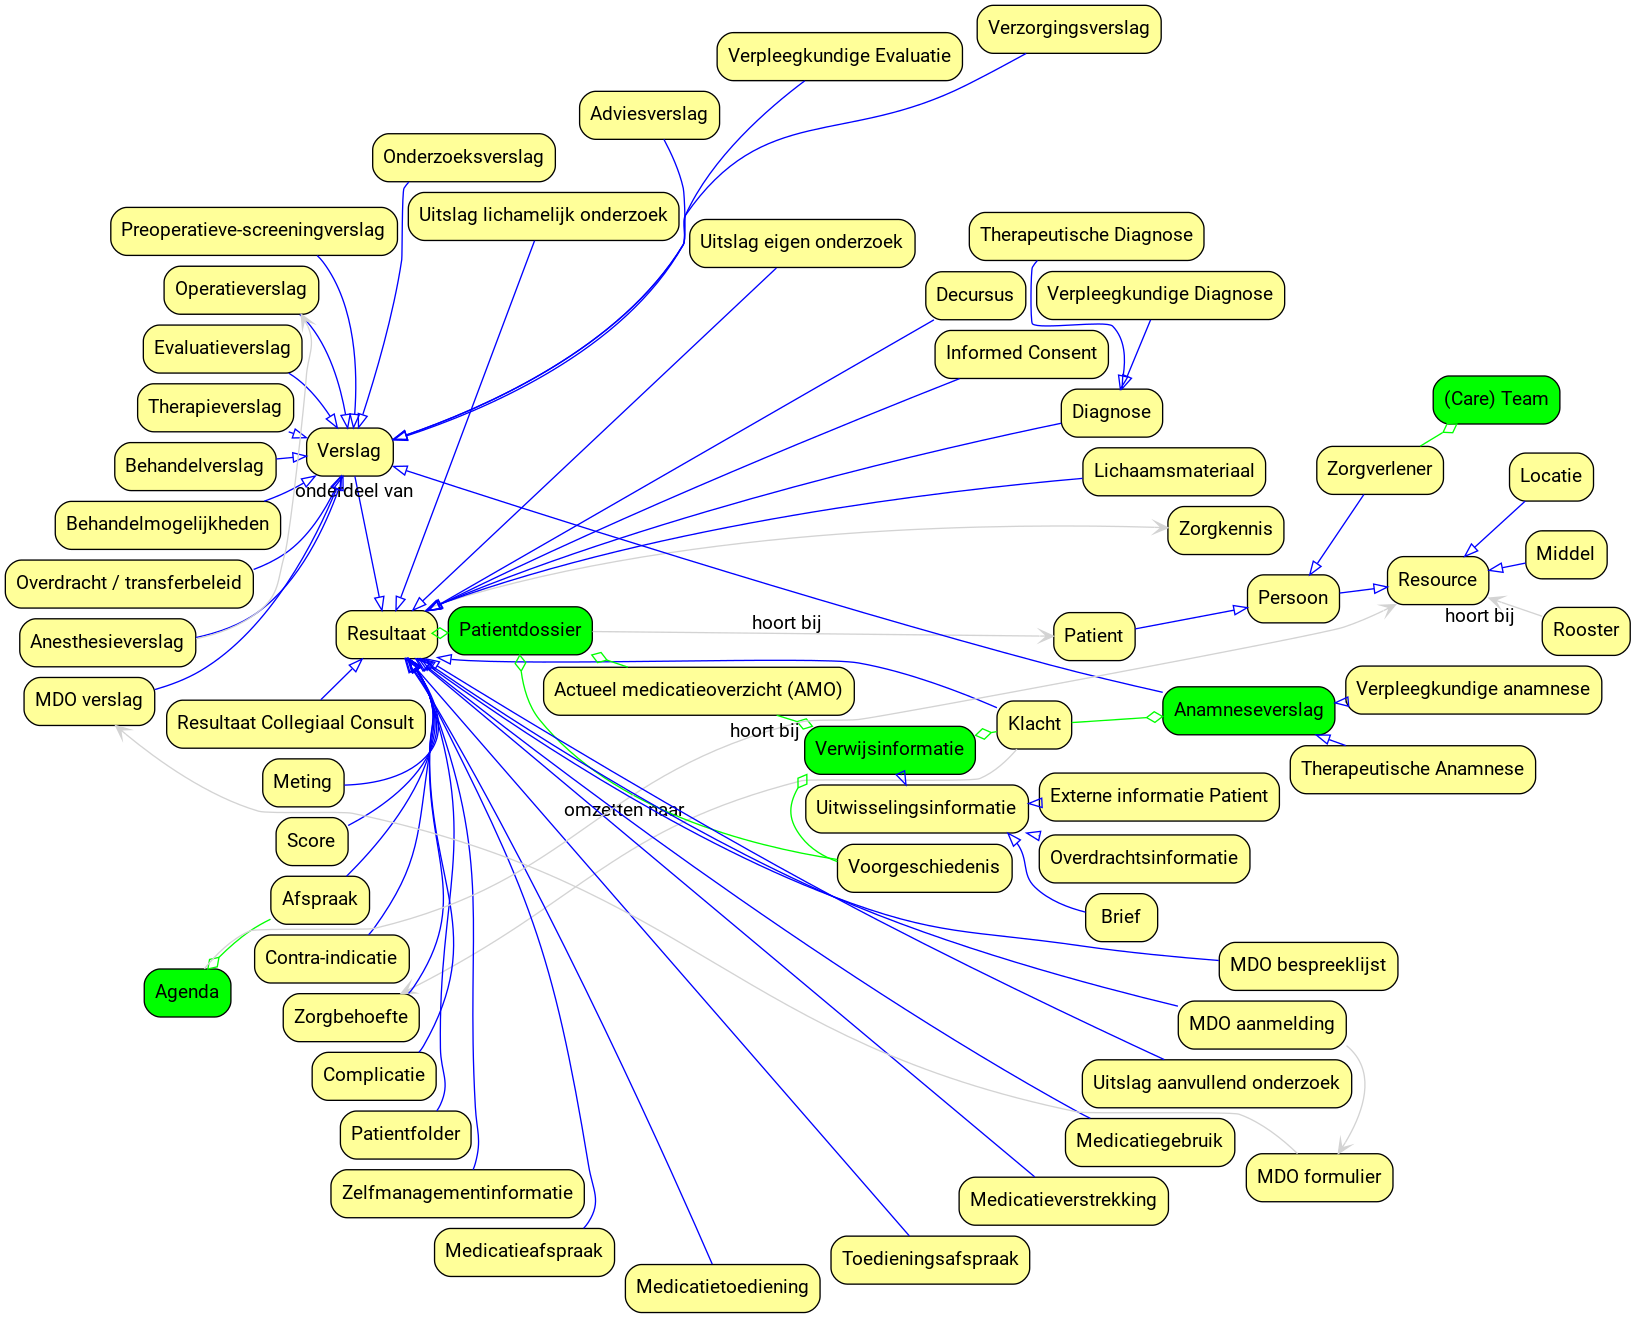 Verzorgingsverslag
Verpleegkundige Evaluatie
Adviesverslag
Onderzoeksverslag
Uitslag lichamelijk onderzoek
Preoperatieve-screeningverslag
Uitslag eigen onderzoek
Therapeutische Diagnose
Operatieverslag
Decursus
Verpleegkundige Diagnose
Evaluatieverslag
Informed Consent
Therapieverslag
Diagnose
(Care) Team
Verslag
Behandelverslag
Lichaamsmateriaal
Zorgverlener
Locatie
onderdeel van
Behandelmogelijkheden
Zorgkennis
Middel
Overdracht / transferbeleid
Resource
Persoon
hoort bij
Anesthesieverslag
Resultaat
Patientdossier
hoort bij
Patient
Rooster
MDO verslag
Actueel medicatieoverzicht (AMO)
Verpleegkundige anamnese
Resultaat Collegiaal Consult
hoort bij
Klacht
Anamneseverslag
Verwijsinformatie
Therapeutische Anamnese
Meting
omzetten naar
Uitwisselingsinformatie
Externe informatie Patient
Score
Voorgeschiedenis
Overdrachtsinformatie
Afspraak
Brief
Contra-indicatie
MDO bespreeklijst
Agenda
Zorgbehoefte
MDO aanmelding
Complicatie
Uitslag aanvullend onderzoek
Patientfolder
Medicatiegebruik
MDO formulier
Zelfmanagementinformatie
Medicatieverstrekking
Medicatieafspraak
Toedieningsafspraak
Medicatietoediening